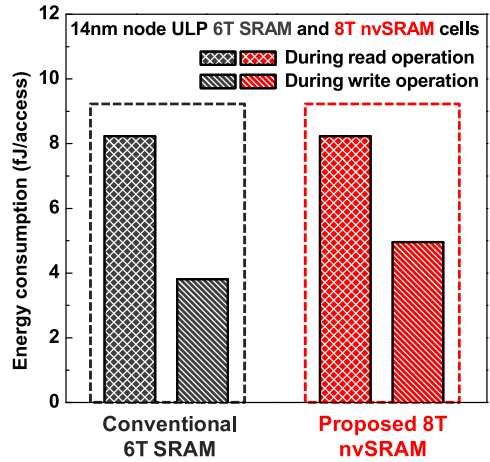 14nm node ULP 6T SRAM and 8T nvSRAM cells
During read operation
During write operation
Energy consumption (fJ/access)
12
10
8
6
4
2
0
Conventional
6T SRAM
Proposed 8T
nvSRAM